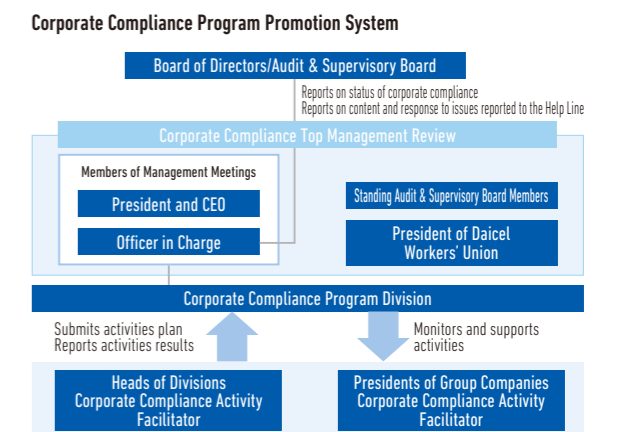 Corporate Compliance Program Promotion System
Board of Directors/Audit & Supervisory Board
Reports on status of corporate compliance
Reports on content and response to issues reported to the Help Line
Corporate Compliance Top Management Review
Members of Management Meetings
President and CEO
Officer in Charge
Standing Audit & Supervisory Board Members
President of Daicel
Workers' Union
Corporate Compliance Program Division
Submits activities plan
Reports activities results
Monitors and supports
activities
Heads of Divisions
Corporate Compliance Activity
Facilitator
Presidents of Group Companies
Corporate Compliance Activity
Facilitator